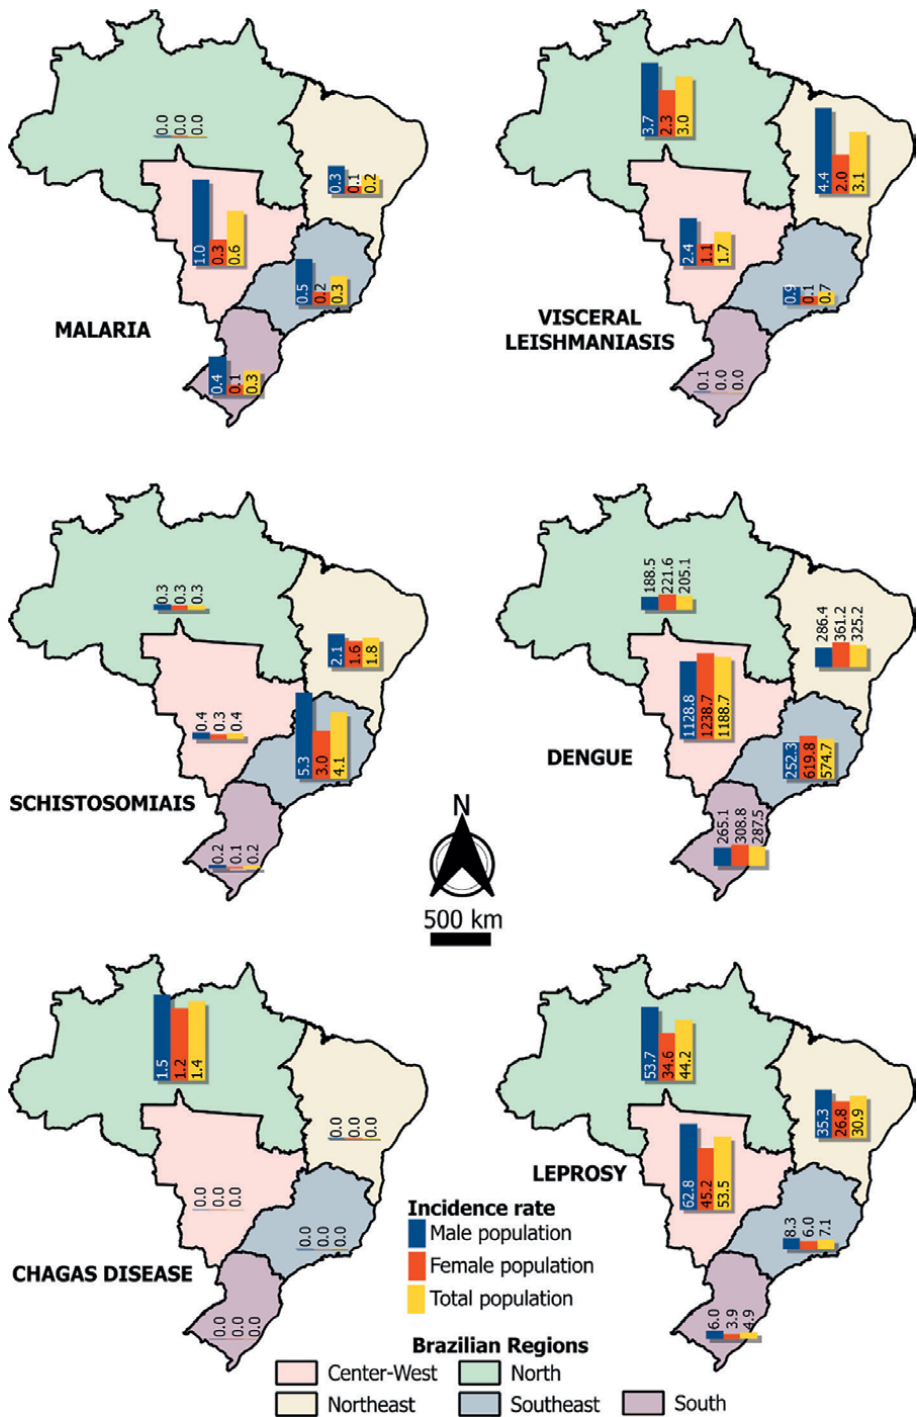 0.0 0.0 0.0
0.3 0.1 0.2
1.0 0.3 0.6
0.5 0.2 0.3
MALARIA
0.4 0.1 0.3
3.7 2.3 3.0
4.4 2.0 3.1
2.4 1.1 1.7
0.9 0.1 0.7
VISCERAL
LEISHMANIASIS
0.1 0.0 0.0
0.3 0.3 0.3
2.1 1.6 1.8
0.4 0.3 0.4
5.3 3.0 4.1
SCHISTOSOMIAIS
0.2 0.1 0.2
188.5 221.6 205.1
286.4 361.2 325.2
1128.8 1238.7 1188.7
252.3 619.8 574.7
DENGUE
265.1 308.8 287.5
N
500 km
1.5 1.2 1.4
0.0 0.0 0.0
0.0 0.0 0.0
0.0 0.0 0.0
CHAGAS DISEASE
0.0 0.0 0.0
53.7 34.6 44.2
35.3 26.8 30.9
LEPROSY
62.8 45.2 53.5
8.3 6.0 7.1
6.0 3.9 4.9
Incidence rate
Male population
Female population
Total population
Brazilian Regions
Center-West
North
Northeast
Southeast
South